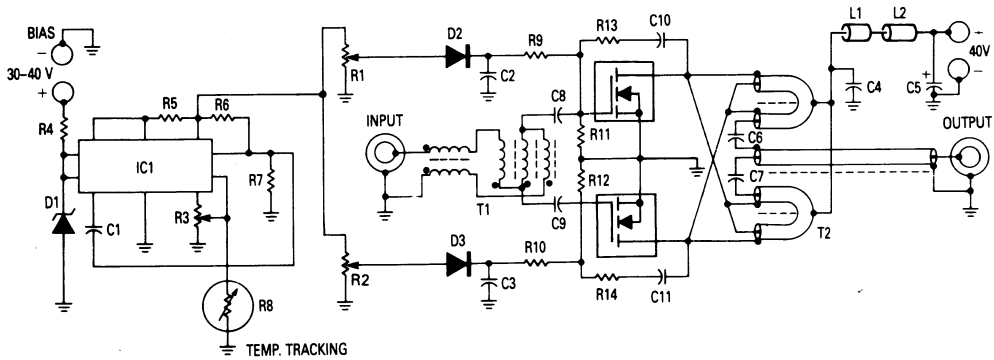 BIAS
−
30–40 V
+
R4
R5
R6
IC1
D1
C1
R3
R7
R8
TEMP. TRACKING
R1
R2
D2
D3
C2
C3
R9
R10
INPUT
T1
C8
C9
R11
R12
R13
R14
C10
C11
C6
C7
T2
L1
L2
C4
+
C5
+
40V
−
OUTPUT